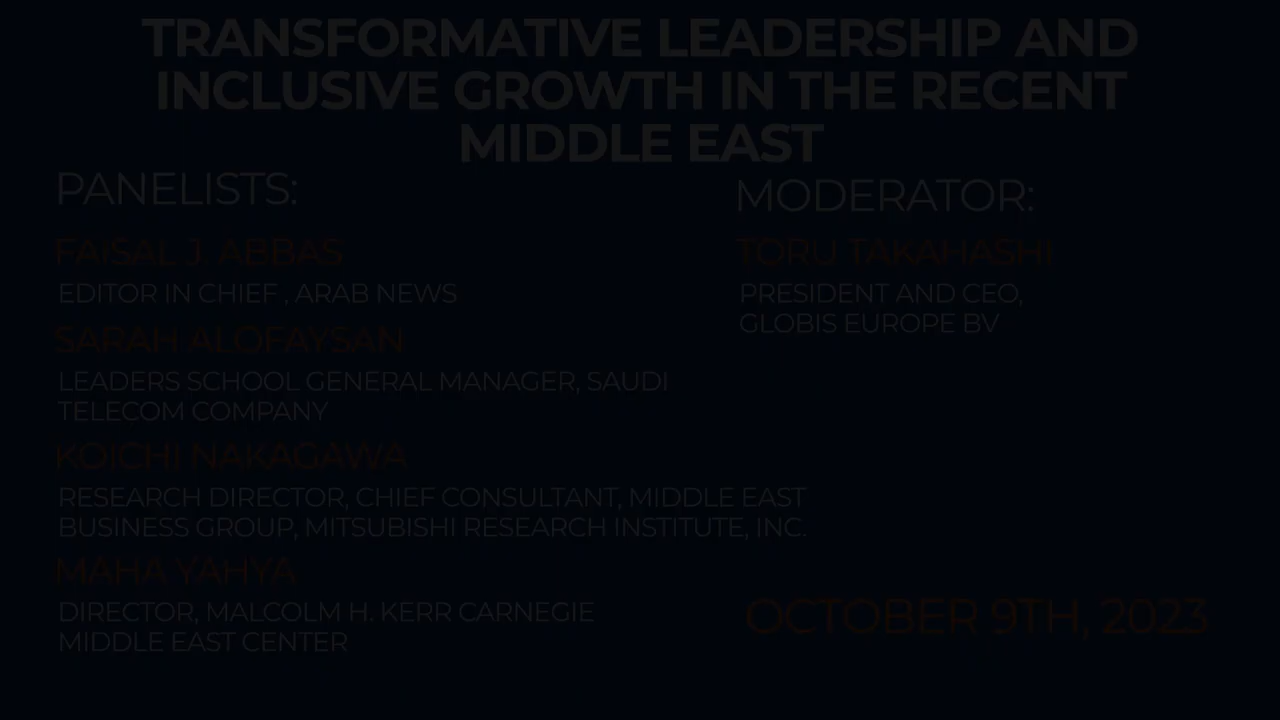 TRANSFORMATIVE LEADERSHIP AND
INCLUSIVE GROWTH IN THE RECENT
MIDDLE EAST
PANELISTS:
FAISAL J. ABBAS
EDITOR IN CHIEF , ARAB NEWS
SARAH ALOFAYSAN
LEADERS SCHOOL GENERAL MANAGER, SAUDI
TELECOM COMPANY
KOICHI NAKAGAWA
RESEARCH DIRECTOR, CHIEF CONSULTANT, MIDDLE EAST
BUSINESS GROUP, MITSUBISHI RESEARCH INSTITUTE, INC.
MAHA YAHYA
DIRECTOR, MALCOLM H. KERR CARNEGIE
MIDDLE EAST CENTER
MODERATOR:
TORU TAKAHASHI
PRESIDENT AND CEO,
GLOBIS EUROPE BV
OCTOBER 9TH, 2023